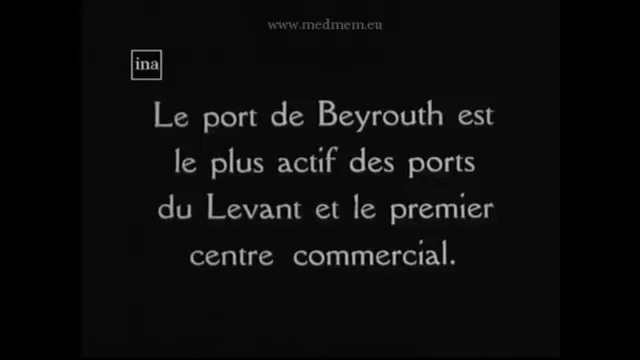 www.medmem.eu
ina
Le port de Beyrouth est
le plus actif des ports
du Levant et le premier
centre commercial.